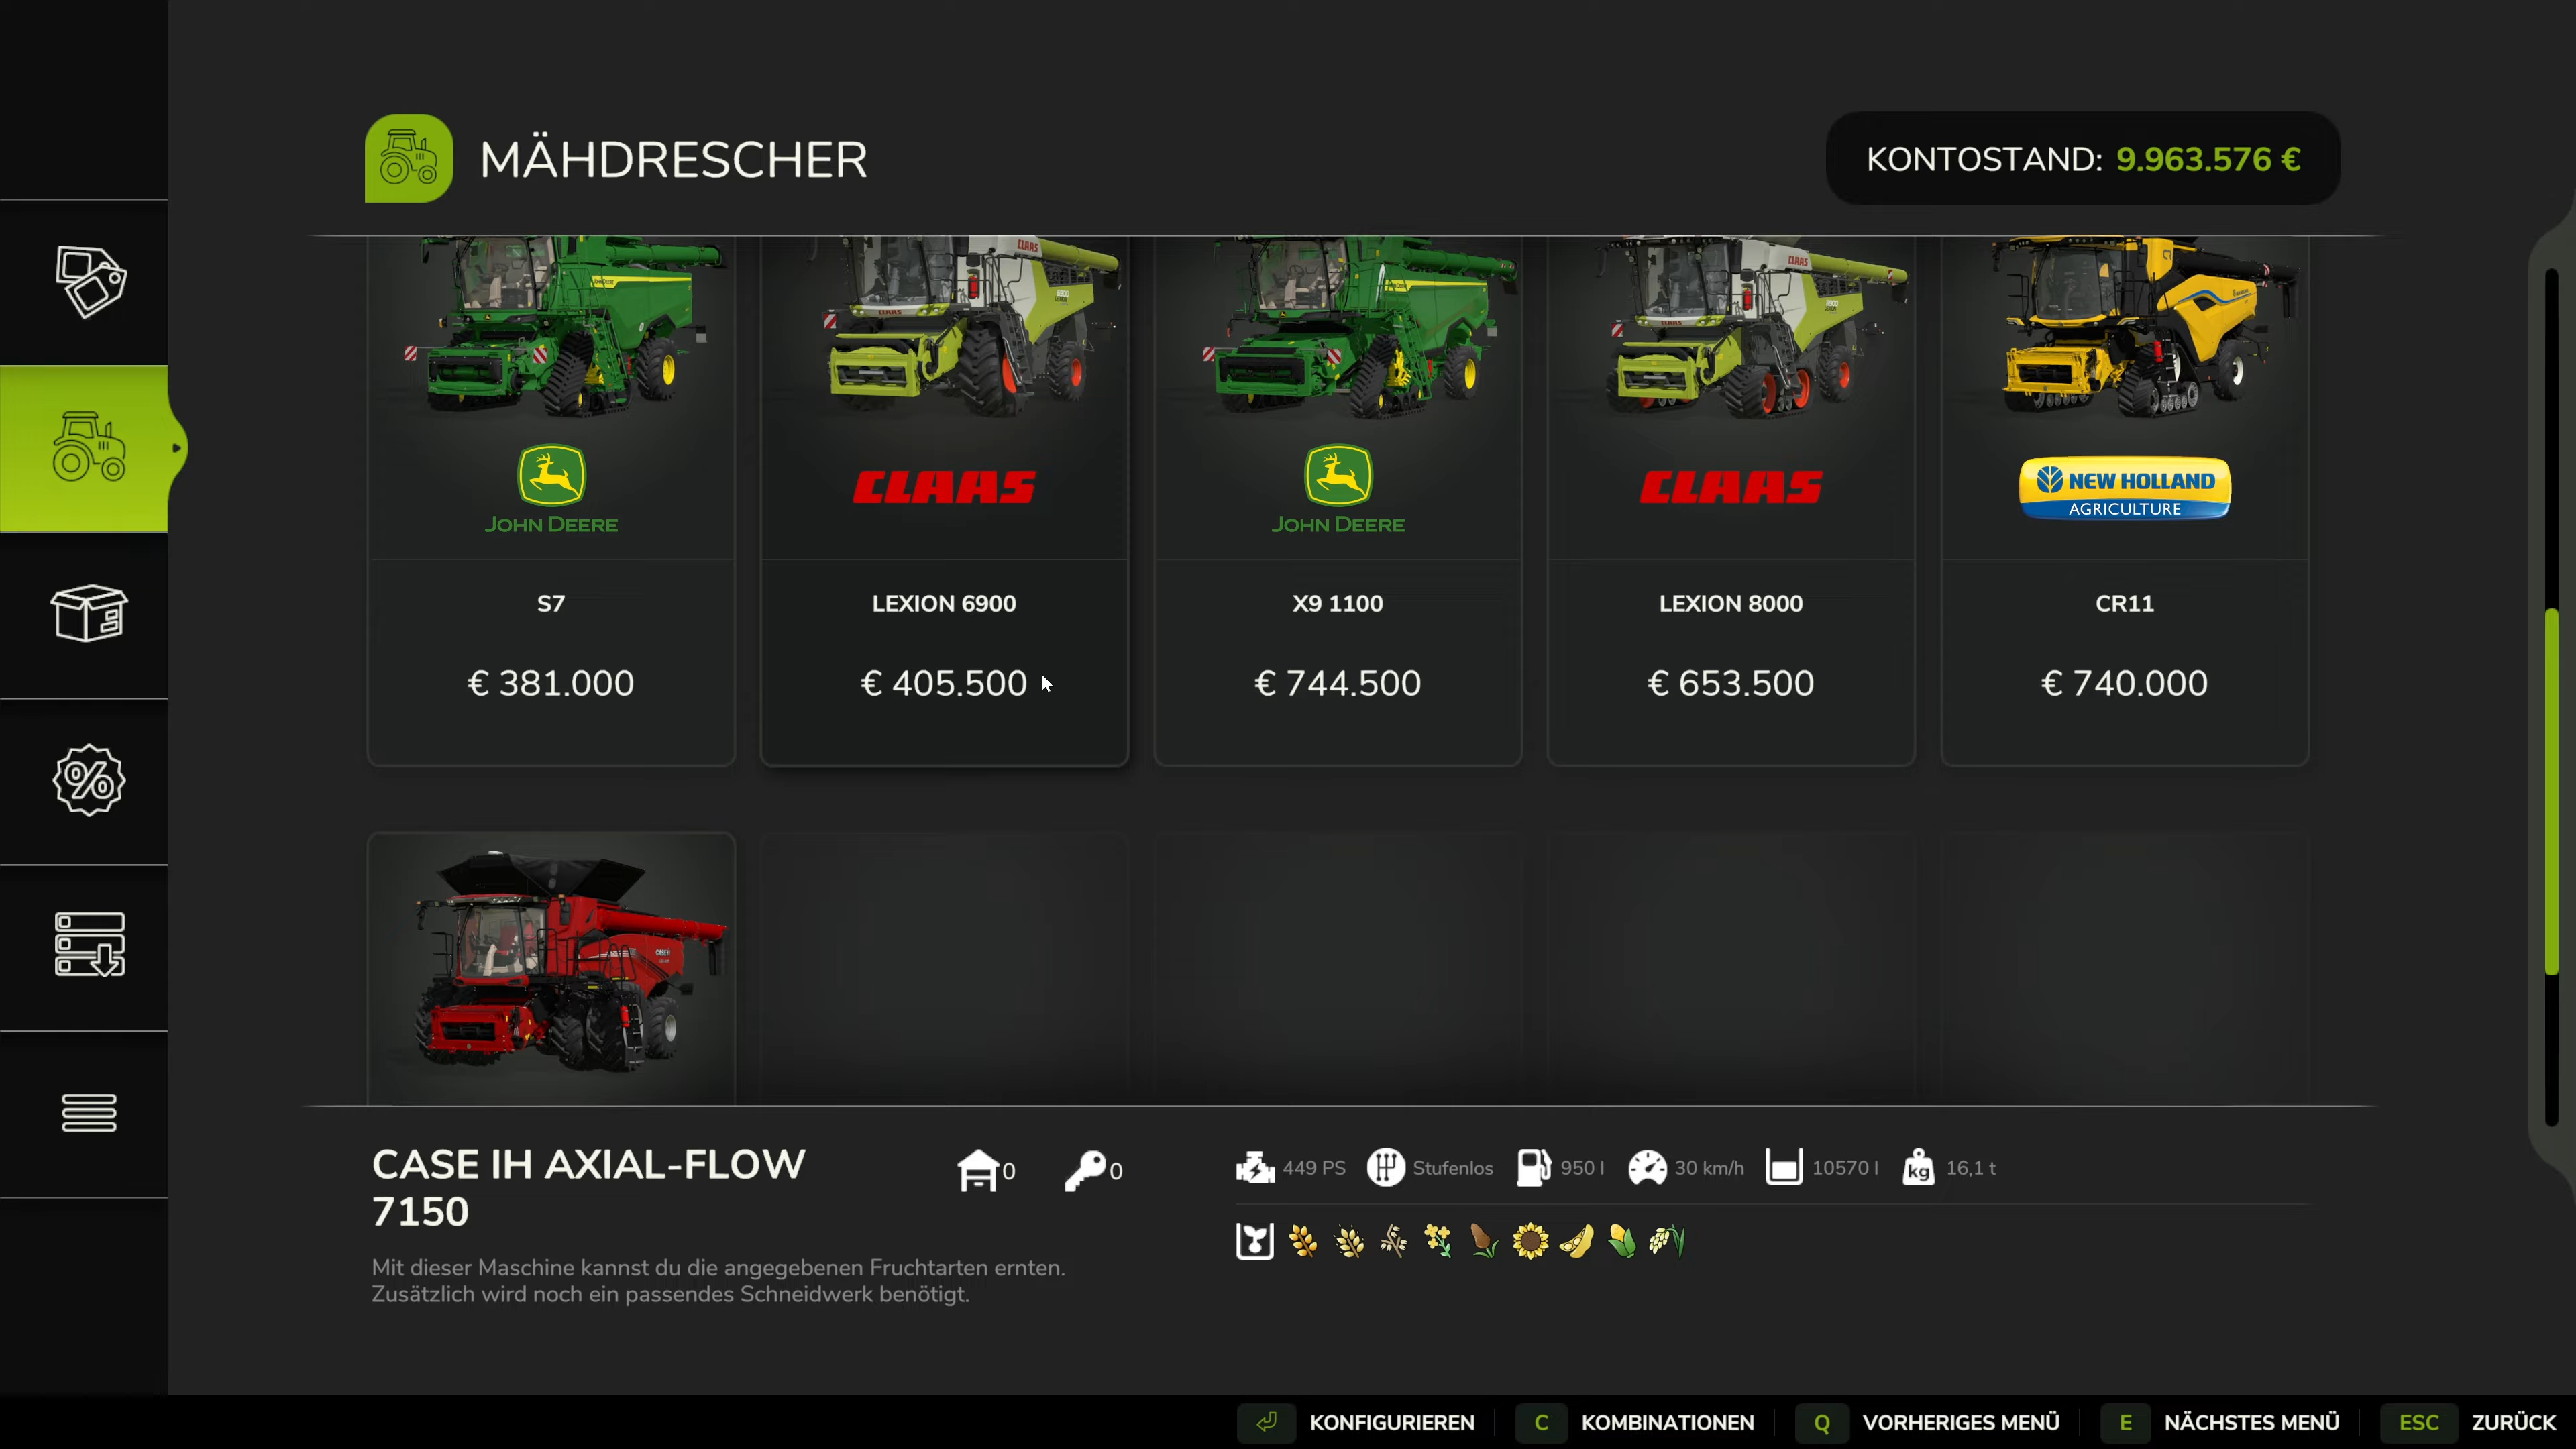 MÄHDRESCHER
KONTOSTAND: 9.963.576 €
CLAAS
CLAAS
JOHN DEERE
CLAAS
JOHN DEERE
CLAAS
NEW HOLLAND
AGRICULTURE
S7
LEXION 6900
X9 1100
LEXION 8000
CR11
€ 381.000
€ 405.500
€ 744.500
€ 653.500
€ 740.000
CASE IH AXIAL-FLOW
7150
0
0
449 PS
Stufenlos
950 l
30 km/h
10570 l
kg
16,1 t
Mit dieser Maschine kannst du die angegebenen Fruchtarten ernten.
Zusätzlich wird noch ein passendes Schneidwerk benötigt.
KONFIGURIEREN
C KOMBINATIONEN
Q VORHERIGES MENÜ
E NÄCHSTES MENÜ
ESC ZURÜCK